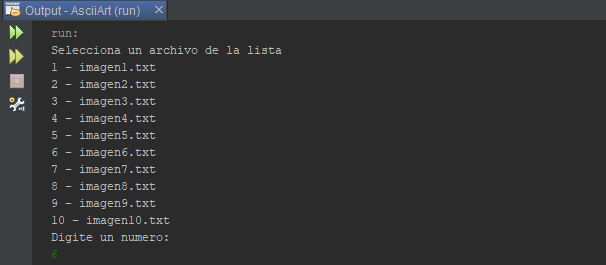 Output - AsciiArt (run)
run:
Selecciona un archivo de la lista
1 - imagen1.txt
2 - imagen2.txt
3 - imagen3.txt
4 - imagen4.txt
5 - imagen5.txt
6 - imagen6.txt
7 - imagen7.txt
8 - imagen8.txt
9 - imagen9.txt
10 - imagen10.txt
Digite un numero:
6